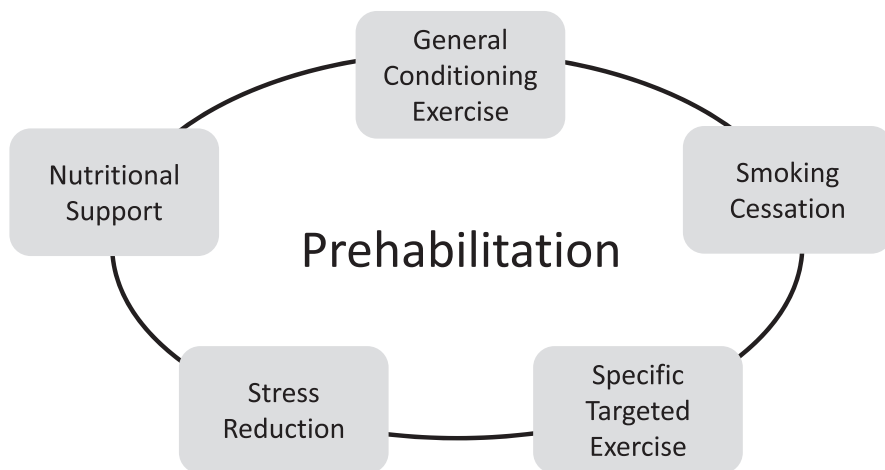 General
Conditioning
Exercise
Nutritional
Support
Smoking
Cessation
Prehabilitation
Stress
Reduction
Specific
Targeted
Exercise